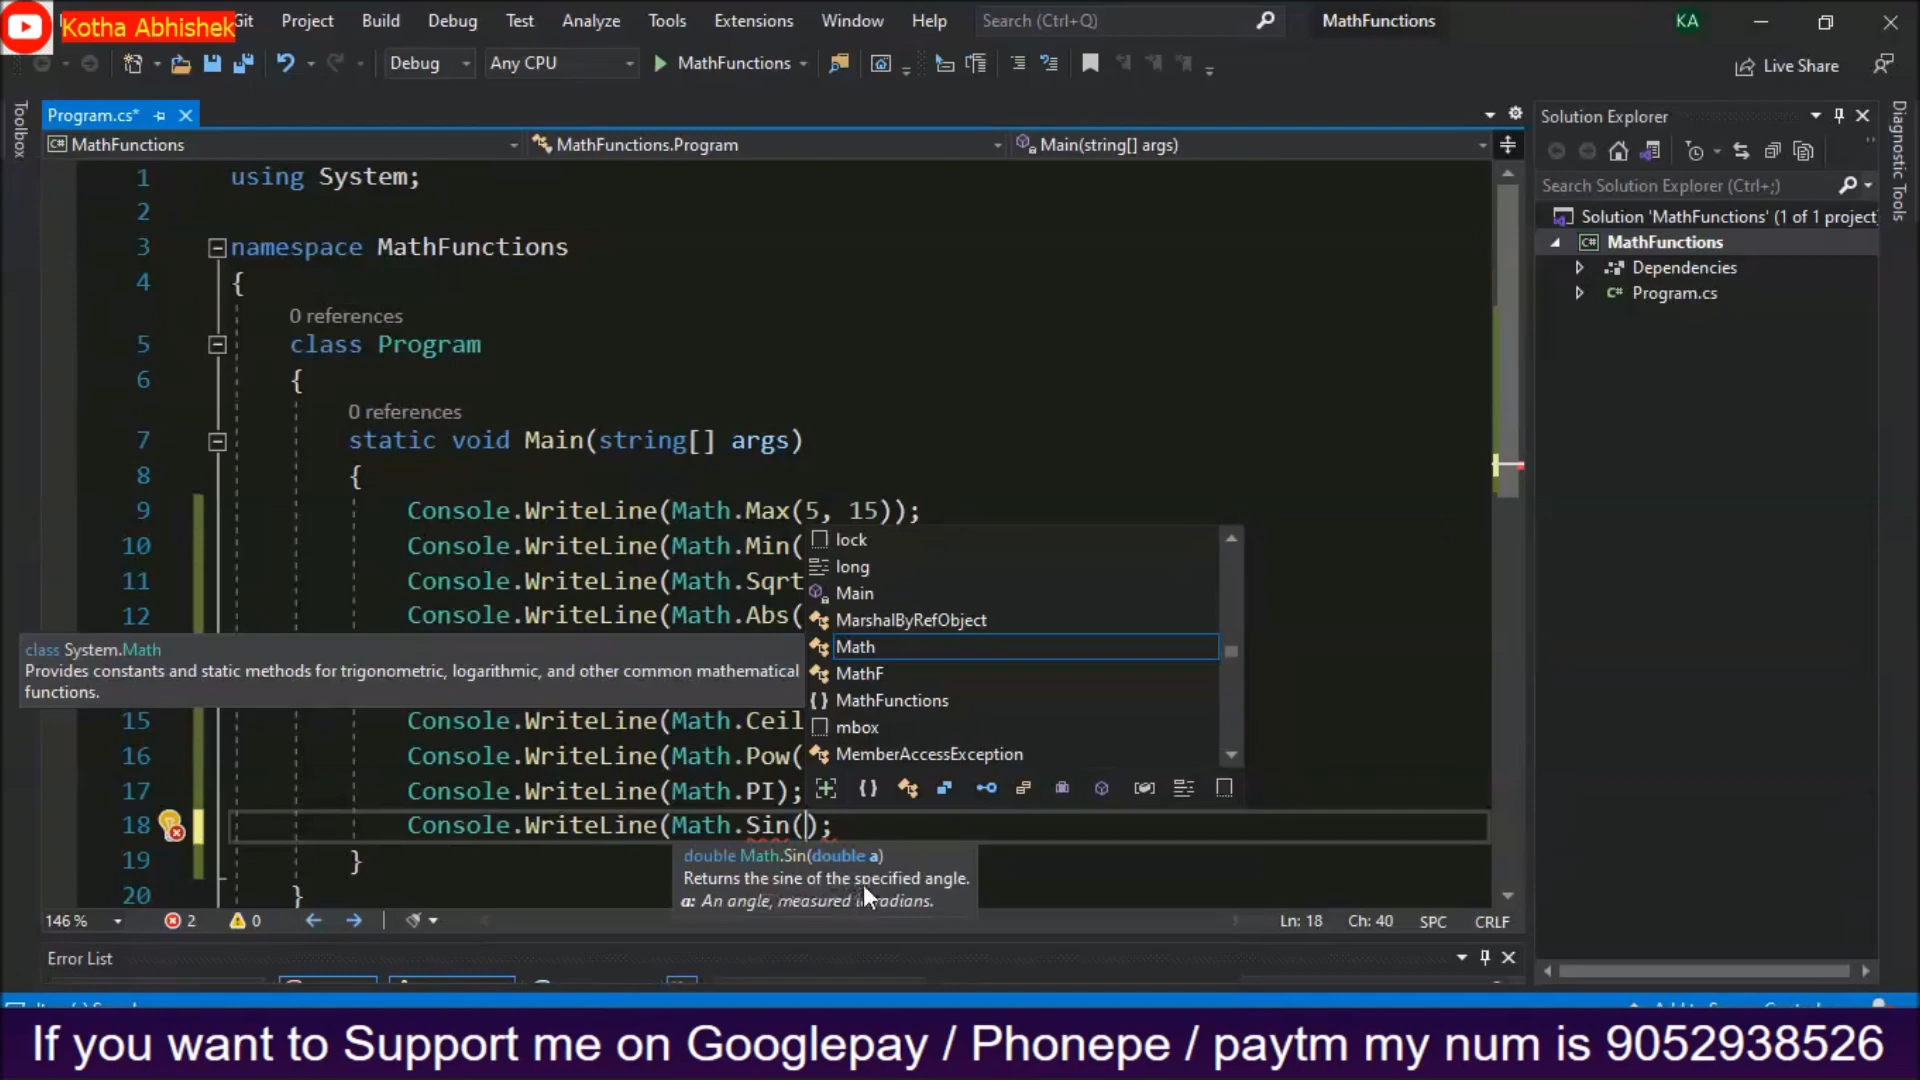 Kotha Abhishek
Git Project Build Debug Test Analyze Tools Extensions Window Help Search (Ctrl+Q) MathFunctions KA
Debug Any CPU MathFunctions Live Share
Toolbox
Program.cs*
MathFunctions MathFunctions.Program Main(string[] args)
1 using System;
2
3 namespace MathFunctions
4 {
0 references
5 class Program
6 {
0 references
7 static void Main(string[] args)
8 {
9 Console.WriteLine(Math.Max(5, 15));
10 Console.WriteLine(Math.Min(
11 Console.WriteLine(Math.Sqrt
12 Console.WriteLine(Math.Abs(
15 Console.WriteLine(Math.Ceil
16 Console.WriteLine(Math.Pow(
17 Console.WriteLine(Math.PI);
18 Console.WriteLine(Math.Sin();
19 }
20 }
lock
long
Main
MarshalByRefObject
Math
MathF
MathFunctions
mbox
MemberAccessException
class System.Math
Provides constants and static methods for trigonometric, logarithmic, and other common mathematical
functions.
double Math.Sin(double a)
Returns the sine of the specified angle.
a: An angle, measured in radians.
146 % 2 0 Ln: 18 Ch: 40 SPC CRLF
Error List
Solution Explorer
Search Solution Explorer (Ctrl+;)
Solution 'MathFunctions' (1 of 1 project
MathFunctions
Dependencies
Program.cs
Diagnostic Tools
If you want to Support me on Googlepay / Phonepe / paytm my num is 9052938526